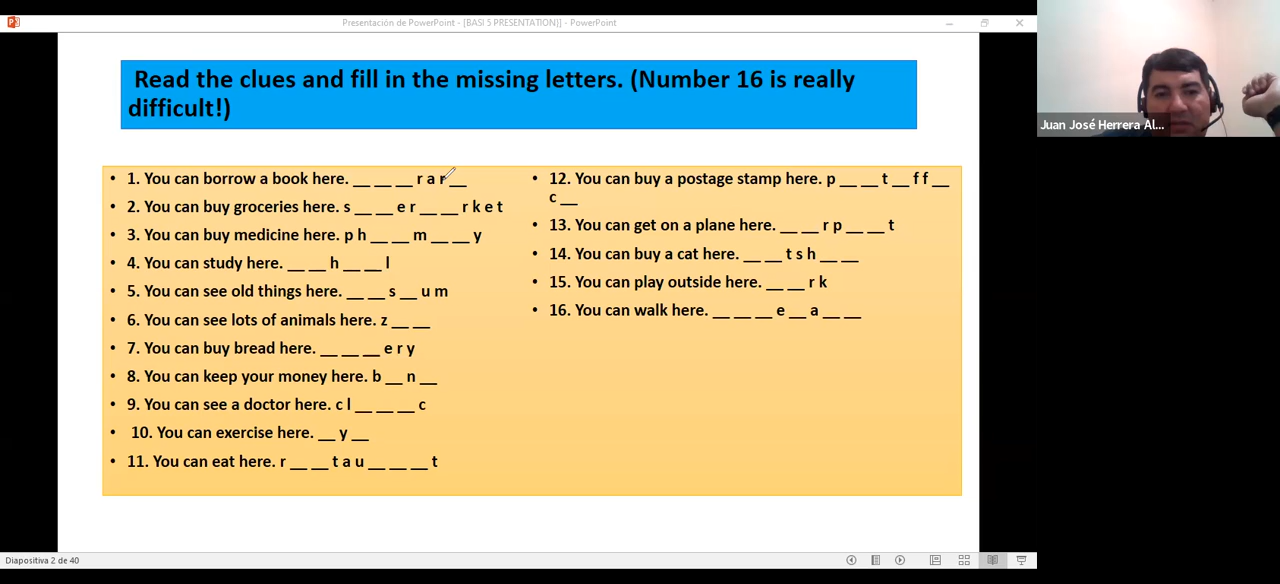 Presentación de PowerPoint - [BASI 5 PRESENTATION)] - PowerPoint
Read the clues and fill in the missing letters. (Number 16 is really
difficult!)
• 1. You can borrow a book here. __ __ __ r a r __
• 2. You can buy groceries here. s __ __ e r __ __ r k e t
• 3. You can buy medicine here. p h __ __ m __ __ y
• 4. You can study here. __ __ h __ __ l
• 5. You can see old things here. __ __ s __ u m
• 6. You can see lots of animals here. z __ __
• 7. You can buy bread here. __ __ __ e r y
• 8. You can keep your money here. b __ n __
• 9. You can see a doctor here. c l __ __ __ c
• 10. You can exercise here. __ y __
• 11. You can eat here. r __ __ t a u __ __ __ t
• 12. You can buy a postage stamp here. p __ __ t __ f f __
c __
• 13. You can get on a plane here. __ __ r p __ __ t
• 14. You can buy a cat here. __ __ t s h __ __
• 15. You can play outside here. __ __ r k
• 16. You can walk here. __ __ __ e __ a __ __
Juan José Herrera Al...
Diapositiva 2 de 40